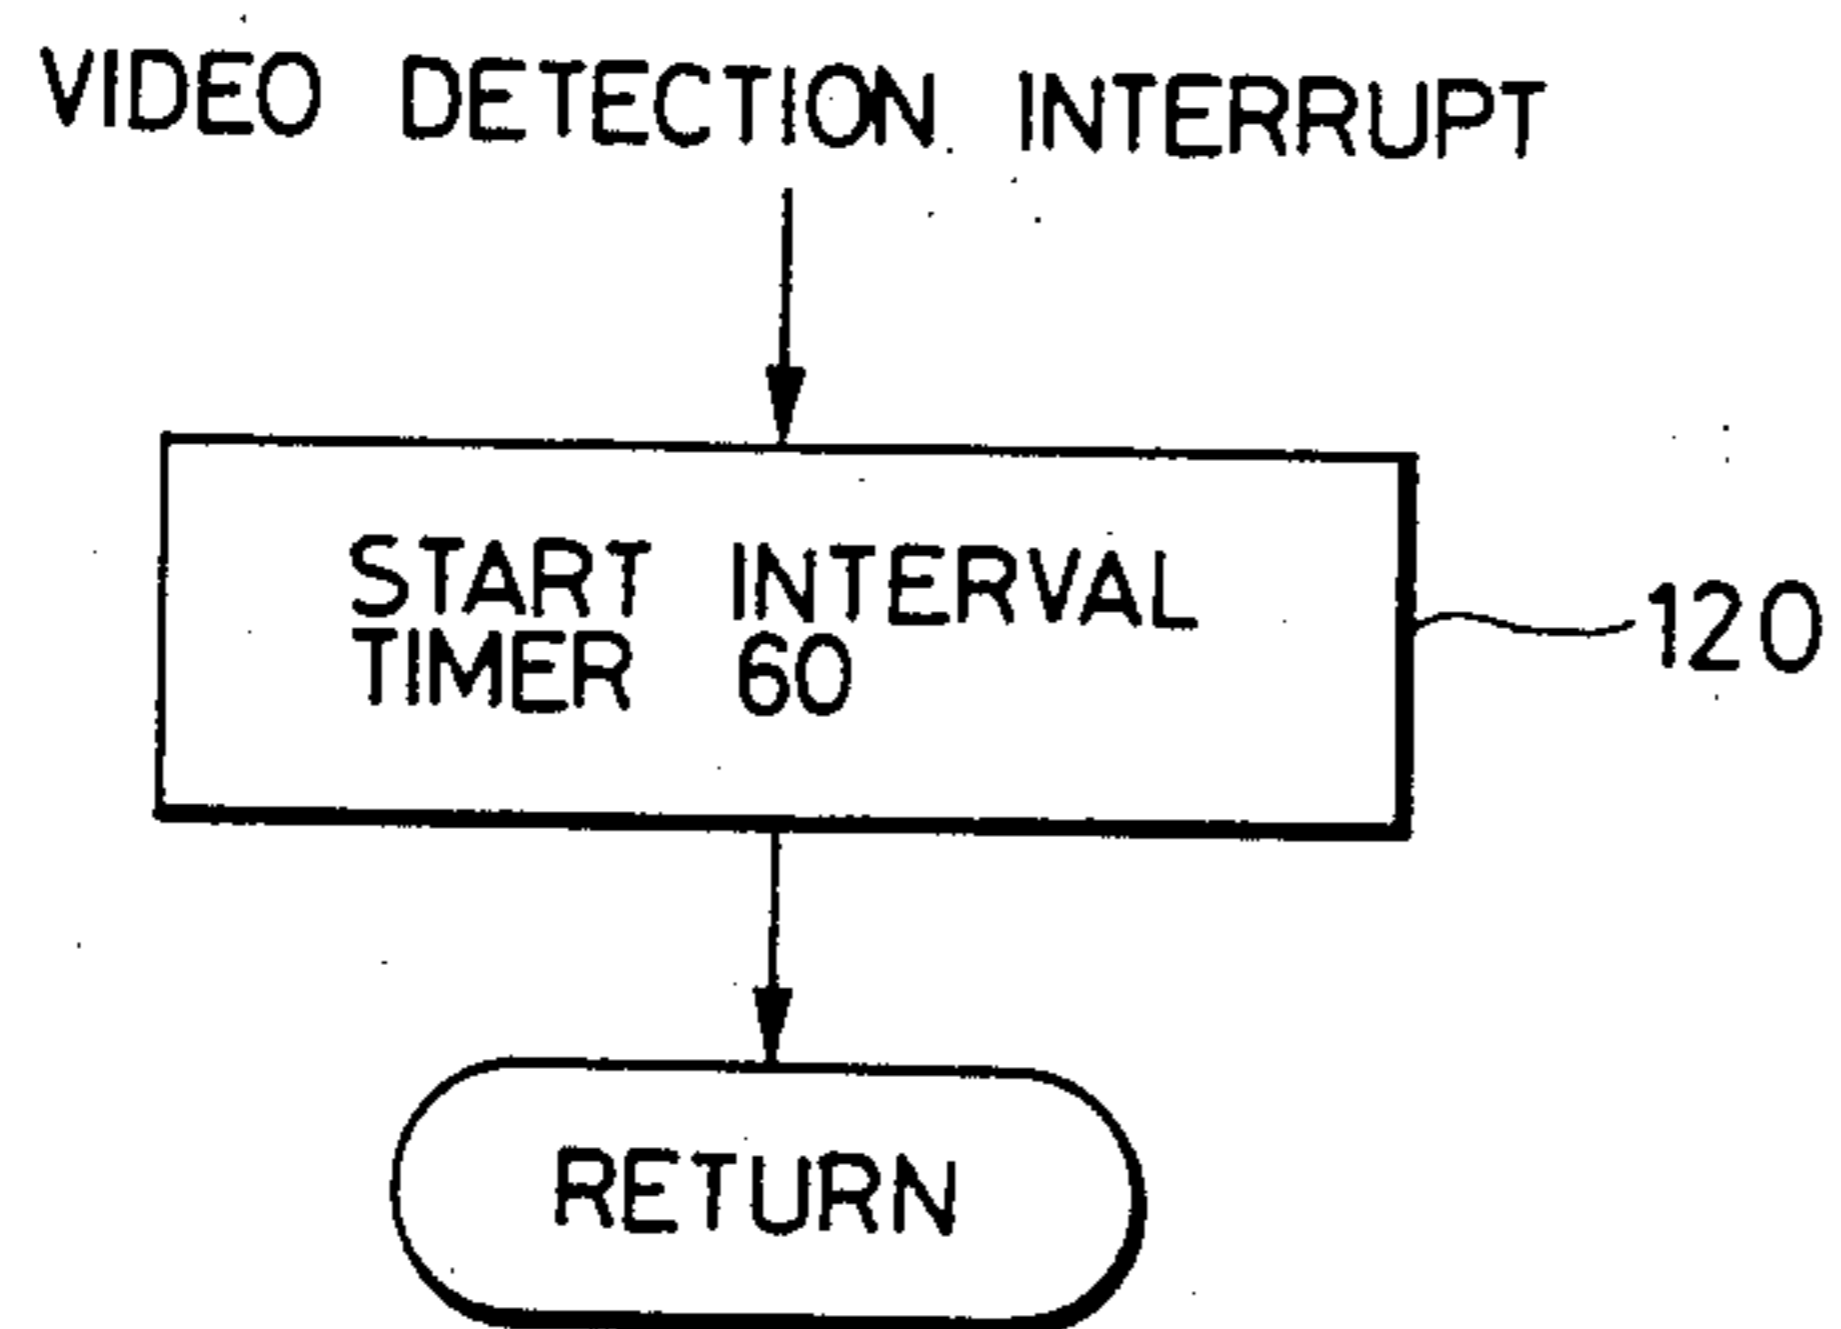 VIDEO DETECTION INTERRUPT
START INTERVAL
TIMER 60
120
RETURN